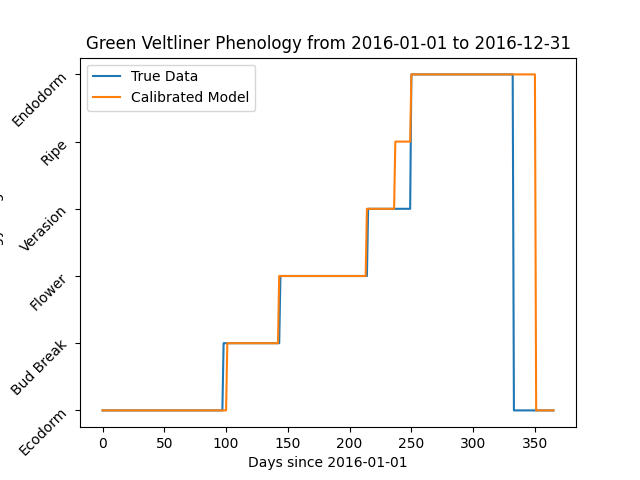 Green Veltliner Phenology from 2016-01-01 to 2016-12-31
True Data
Calibrated Model
Endodorm
Ripe
Verasion
Flower
Bud Break
Ecodorm
0 50 100 150 200 250 300 350
Days since 2016-01-01